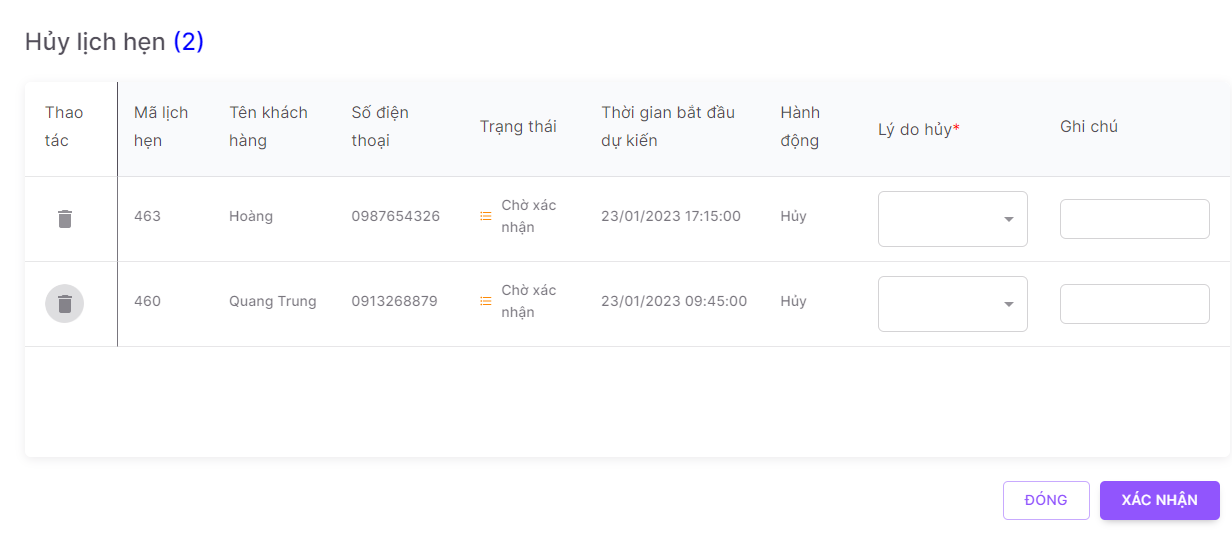 Hủy lịch hẹn (2)
Thao tác
Mã lịch hẹn
Tên khách hàng
Số điện thoại
Trạng thái
Thời gian bắt đầu dự kiến
Hành động
Lý do hủy*
Ghi chú
463
Hoàng
0987654326
Chờ xác nhận
23/01/2023 17:15:00
Hủy
460
Quang Trung
0913268879
Chờ xác nhận
23/01/2023 09:45:00
Hủy
ĐÓNG
XÁC NHẬN